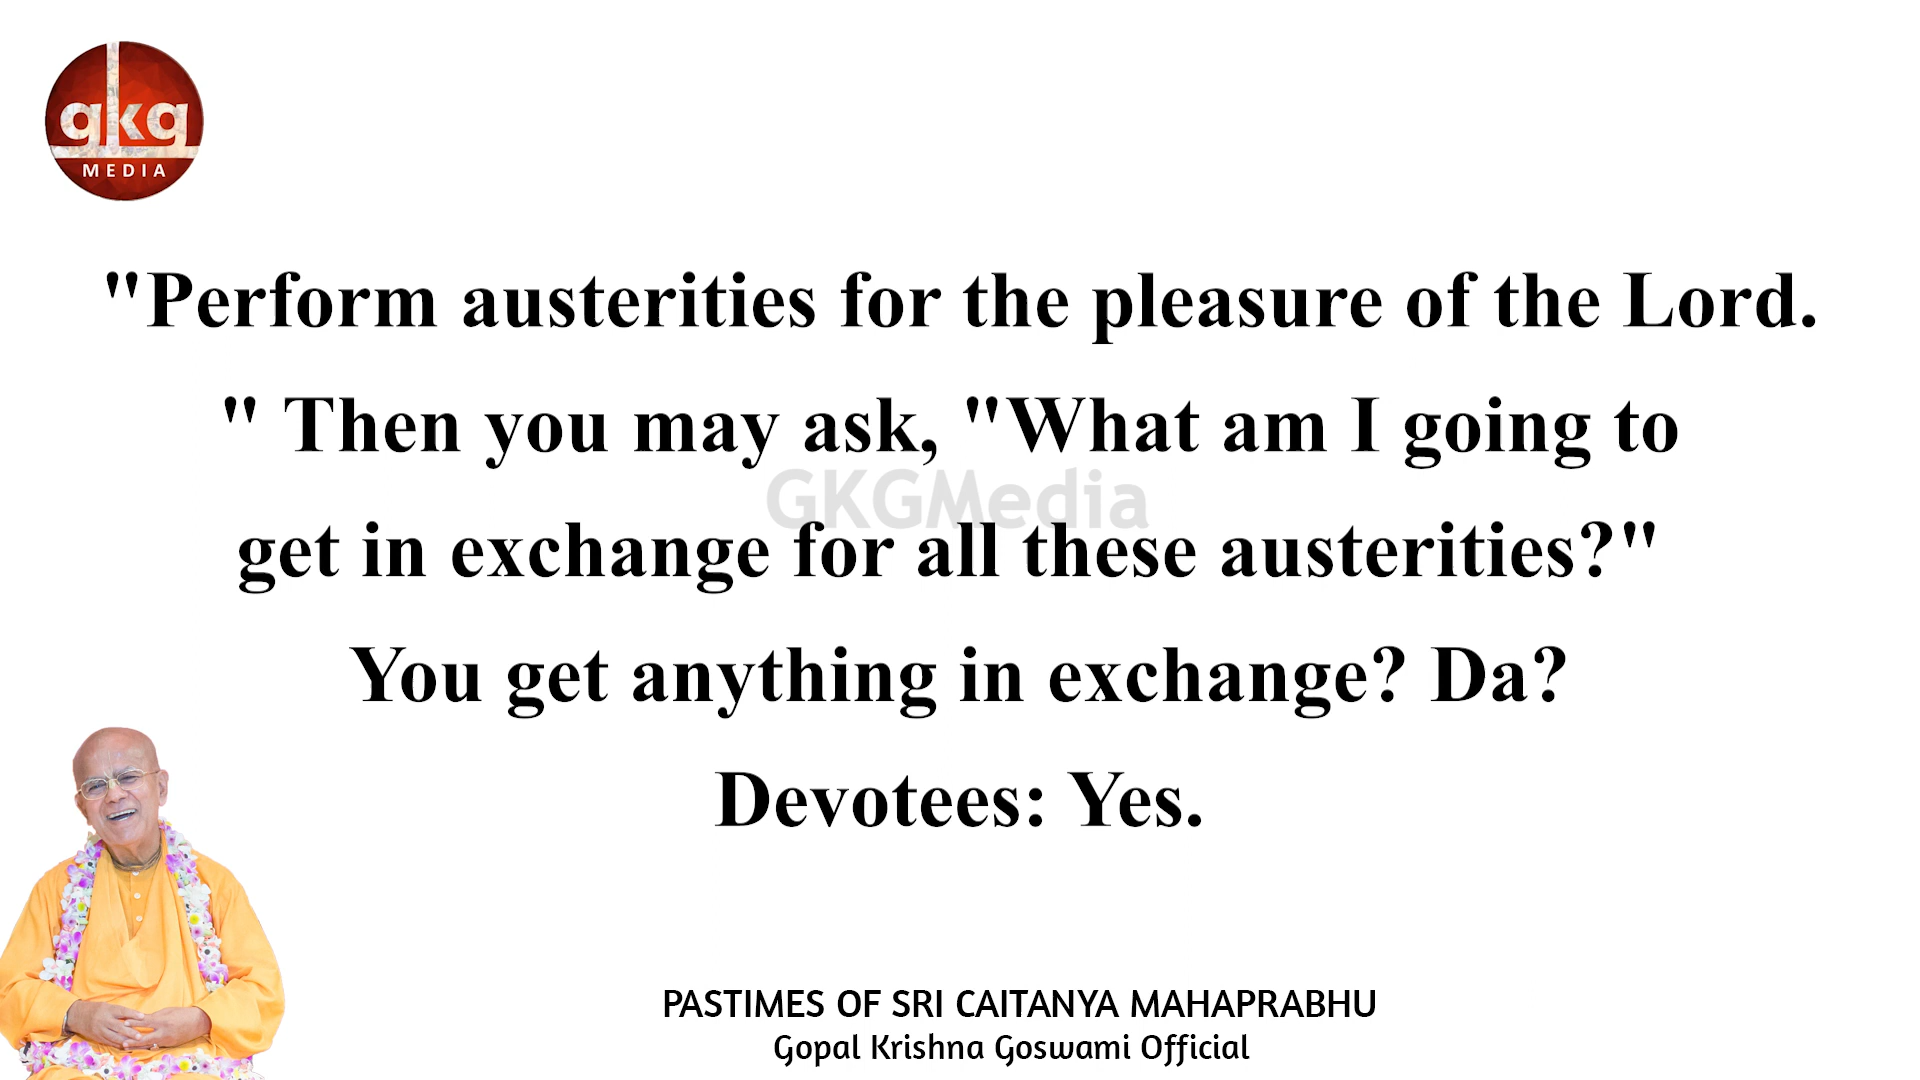 gkg
MEDIA
"Perform austerities for the pleasure of the Lord.
" Then you may ask, "What am I going to
GKGMedia
get in exchange for all these austerities?"
You get anything in exchange? Da?
Devotees: Yes.
PASTIMES OF SRI CAITANYA MAHAPRABHU
Gopal Krishna Goswami Official